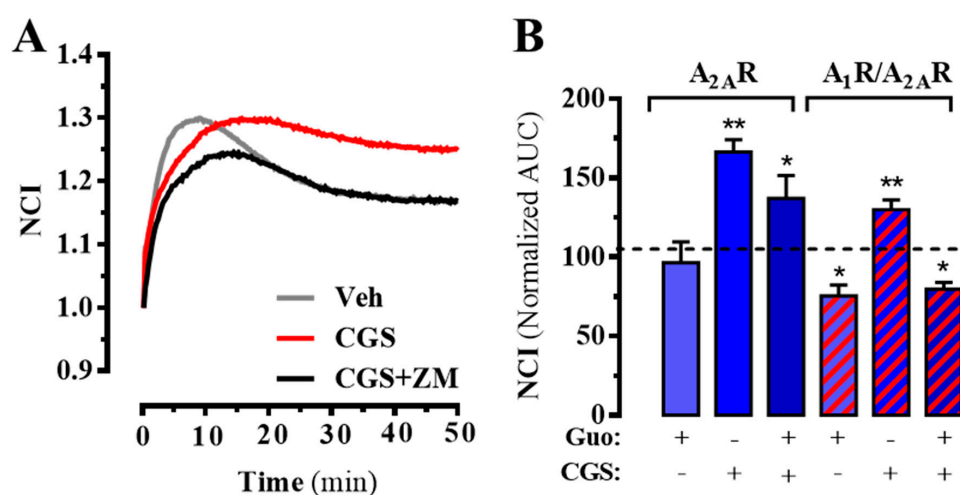 A
1.4
1.3
1.2
1.1
1.0
0.9
NCI
Veh
CGS
CGS+ZM
0 10 20 30 40 50
Time (min)
B
A2AR A1R/A2AR
200
150
100
50
0
NCI (Normalized AUC)
** * * ** *
Guo: + - + + - +
CGS: - + + - + +